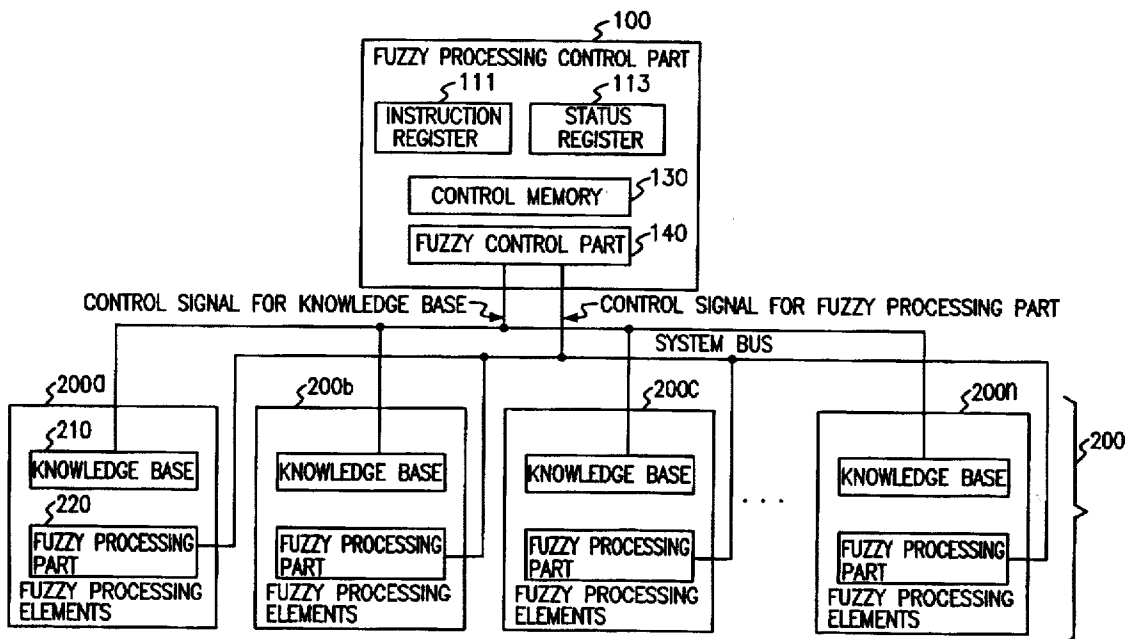 100
FUZZY PROCESSING CONTROL PART
111
113
INSTRUCTION
REGISTER
STATUS
REGISTER
130
CONTROL MEMORY
140
FUZZY CONTROL PART
CONTROL SIGNAL FOR KNOWLEDGE BASE
CONTROL SIGNAL FOR FUZZY PROCESSING PART
SYSTEM BUS
200a
200b
200c
200n
200
210
KNOWLEDGE BASE
KNOWLEDGE BASE
KNOWLEDGE BASE
KNOWLEDGE BASE
. . . .
220
FUZZY PROCESSING
PART
FUZZY PROCESSING
PART
FUZZY PROCESSING
PART
FUZZY PROCESSING
PART
FUZZY PROCESSING
ELEMENTS
FUZZY PROCESSING
ELEMENTS
FUZZY PROCESSING
ELEMENTS
FUZZY PROCESSING
ELEMENTS